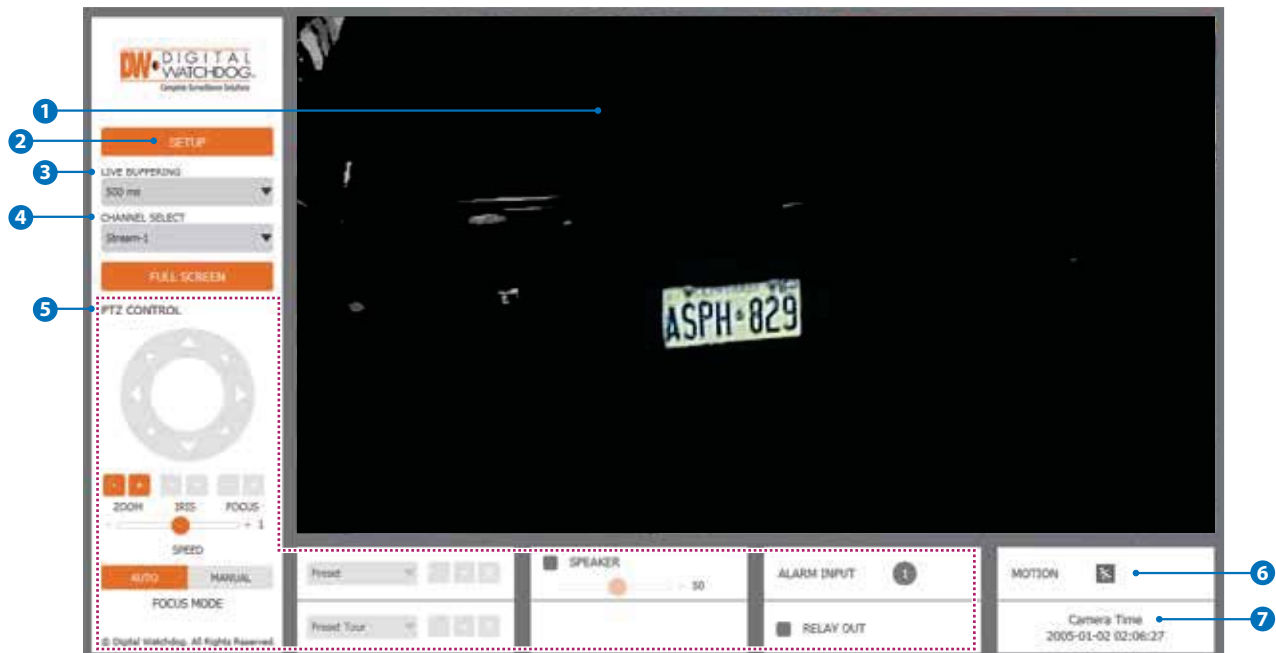 DW DIGITAL
WATCHDOG
Complete Surveillance Solutions
1
2
SETUP
3
LIVE BUFFERING
500 ms
4
CHANNEL SELECT
Stream-1
FULL SCREEN
5
PTZ CONTROL
ASPH 829
- +
ZOOM IRIS FOCUS
- + 1
SPEED
AUTO MANUAL
FOCUS MODE
© Digital Watchdog. All Rights Reserved
Preset
Preset Tour
SPEAKER
50
ALARM INPUT 1
RELAY OUT
MOTION
6
Camera Time
7
2005-01-02 02:06:27